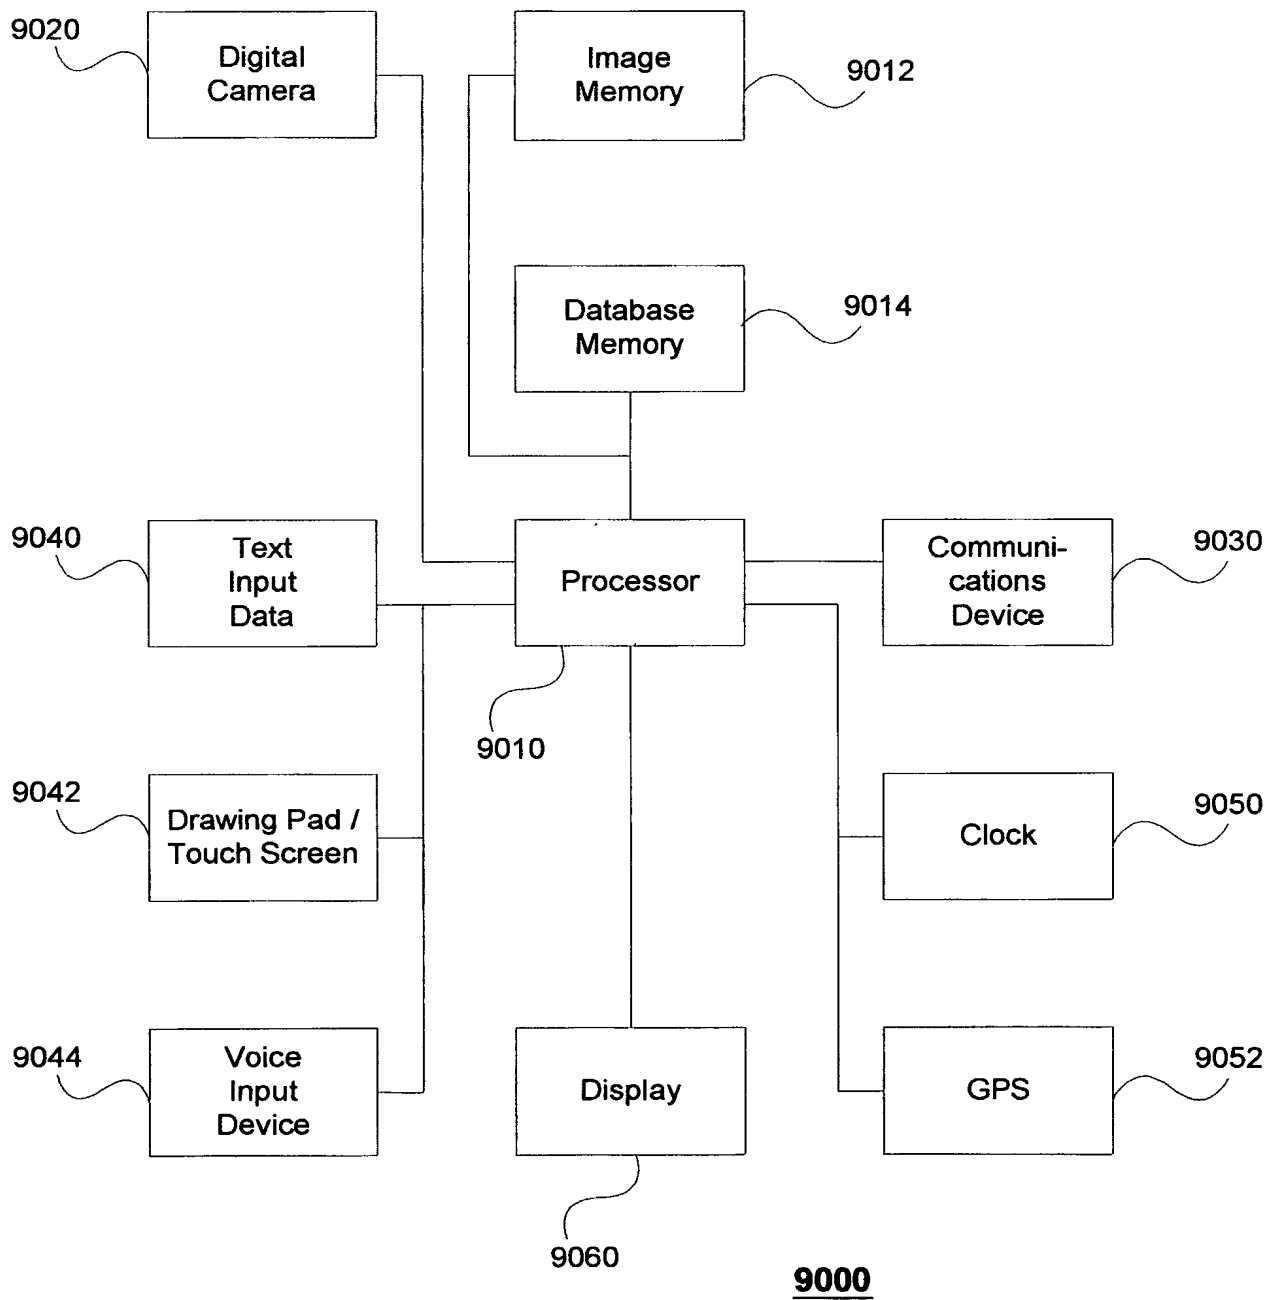 9020
Digital
Camera
Image
Memory
9012
Database
Memory
9014
9040
Text
Input
Data
Processor
9010
Communi-
cations
Device
9030
9042
Drawing Pad /
Touch Screen
Clock
9050
9044
Voice
Input
Device
Display
9060
GPS
9052
9000